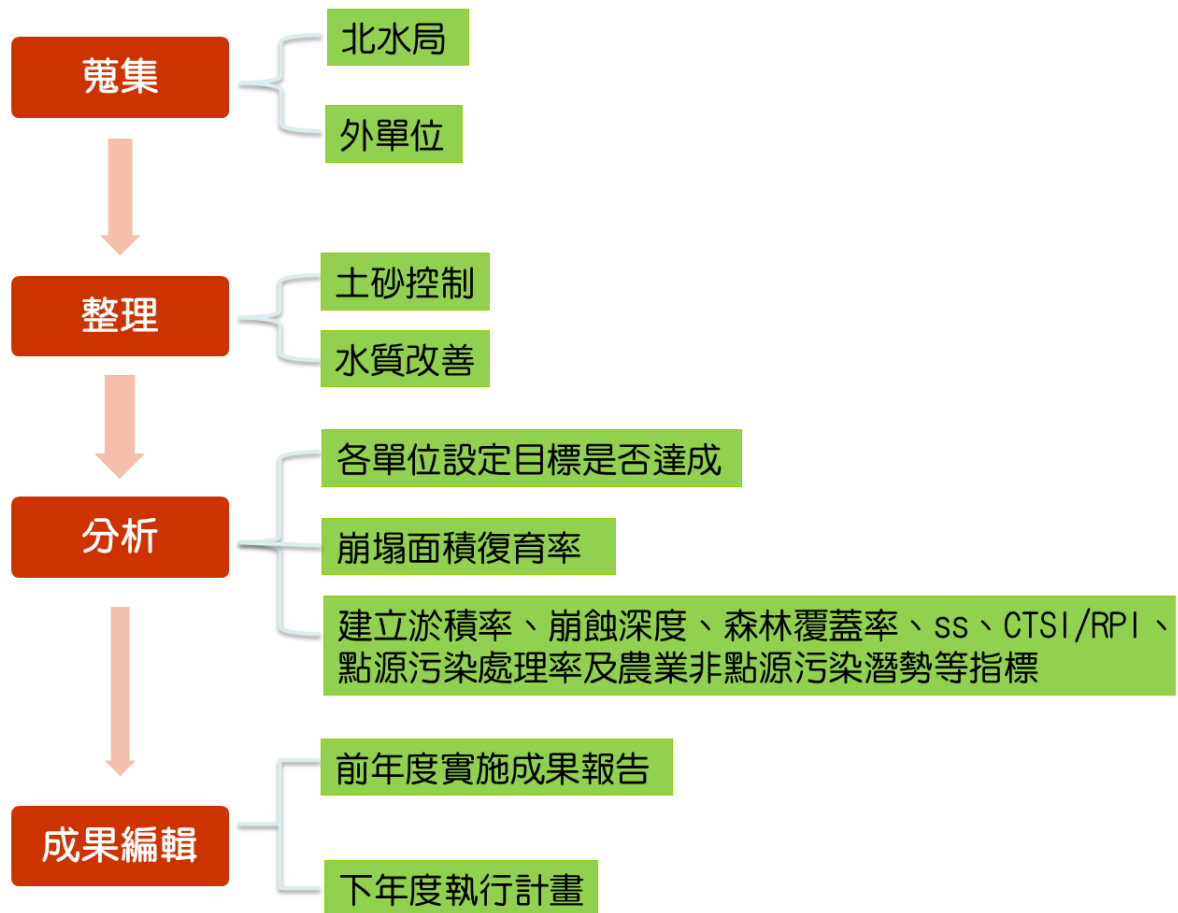 蒐集
北水局
外單位
整理
土砂控制
水質改善
分析
各單位設定目標是否達成
崩塌面積復育率
建立淤積率、崩蝕深度、森林覆蓋率、ss、CTSI/RPI、
點源污染處理率及農業非點源污染潛勢等指標
成果編輯
前年度實施成果報告
下年度執行計畫